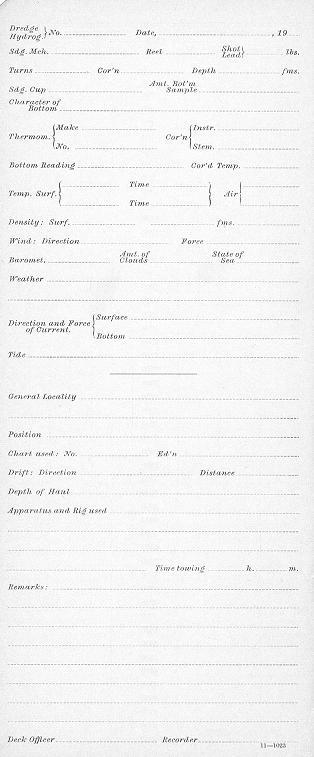 Dredge
Hydrog. } No. Date, , 19
Sdg. Mch. Reel Shot
Lead } lbs.
Turns Cor'n Depth fms.
Sdg. Cup Amt. Bot'm
Sample
Character of
Bottom
Thermom. { Make Cor'n { Instr.
No. Stem.
Bottom Reading Cor'd Temp.
Temp. Surf. { Time } Air
Time
Density: Surf. fms.
Wind: Direction Force
Baromet. Amt. of
Clouds State of
Sea
Weather
Direction and Force
of Current. { Surface
Bottom
Tide
General Locality
Position
Chart used: No. Ed'n
Drift: Direction Distance
Depth of Haul
Apparatus and Rig used
Time towing h. m.
Remarks:
Deck Officer Recorder
11—1023